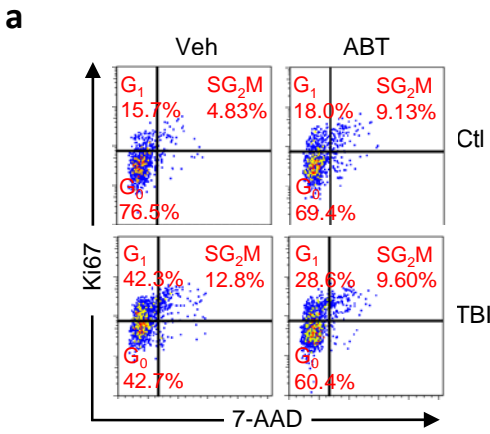 a
Veh ABT
G₁ SG₂M
15.7% 4.83%
G₀
76.5%
G₁ SG₂M
18.0% 9.13%
G₀
69.4%
Ctl
G₁ SG₂M
42.3% 12.8%
G₀
42.7%
G₁ SG₂M
28.6% 9.60%
G₀
60.4%
TBI
Ki67
7-AAD